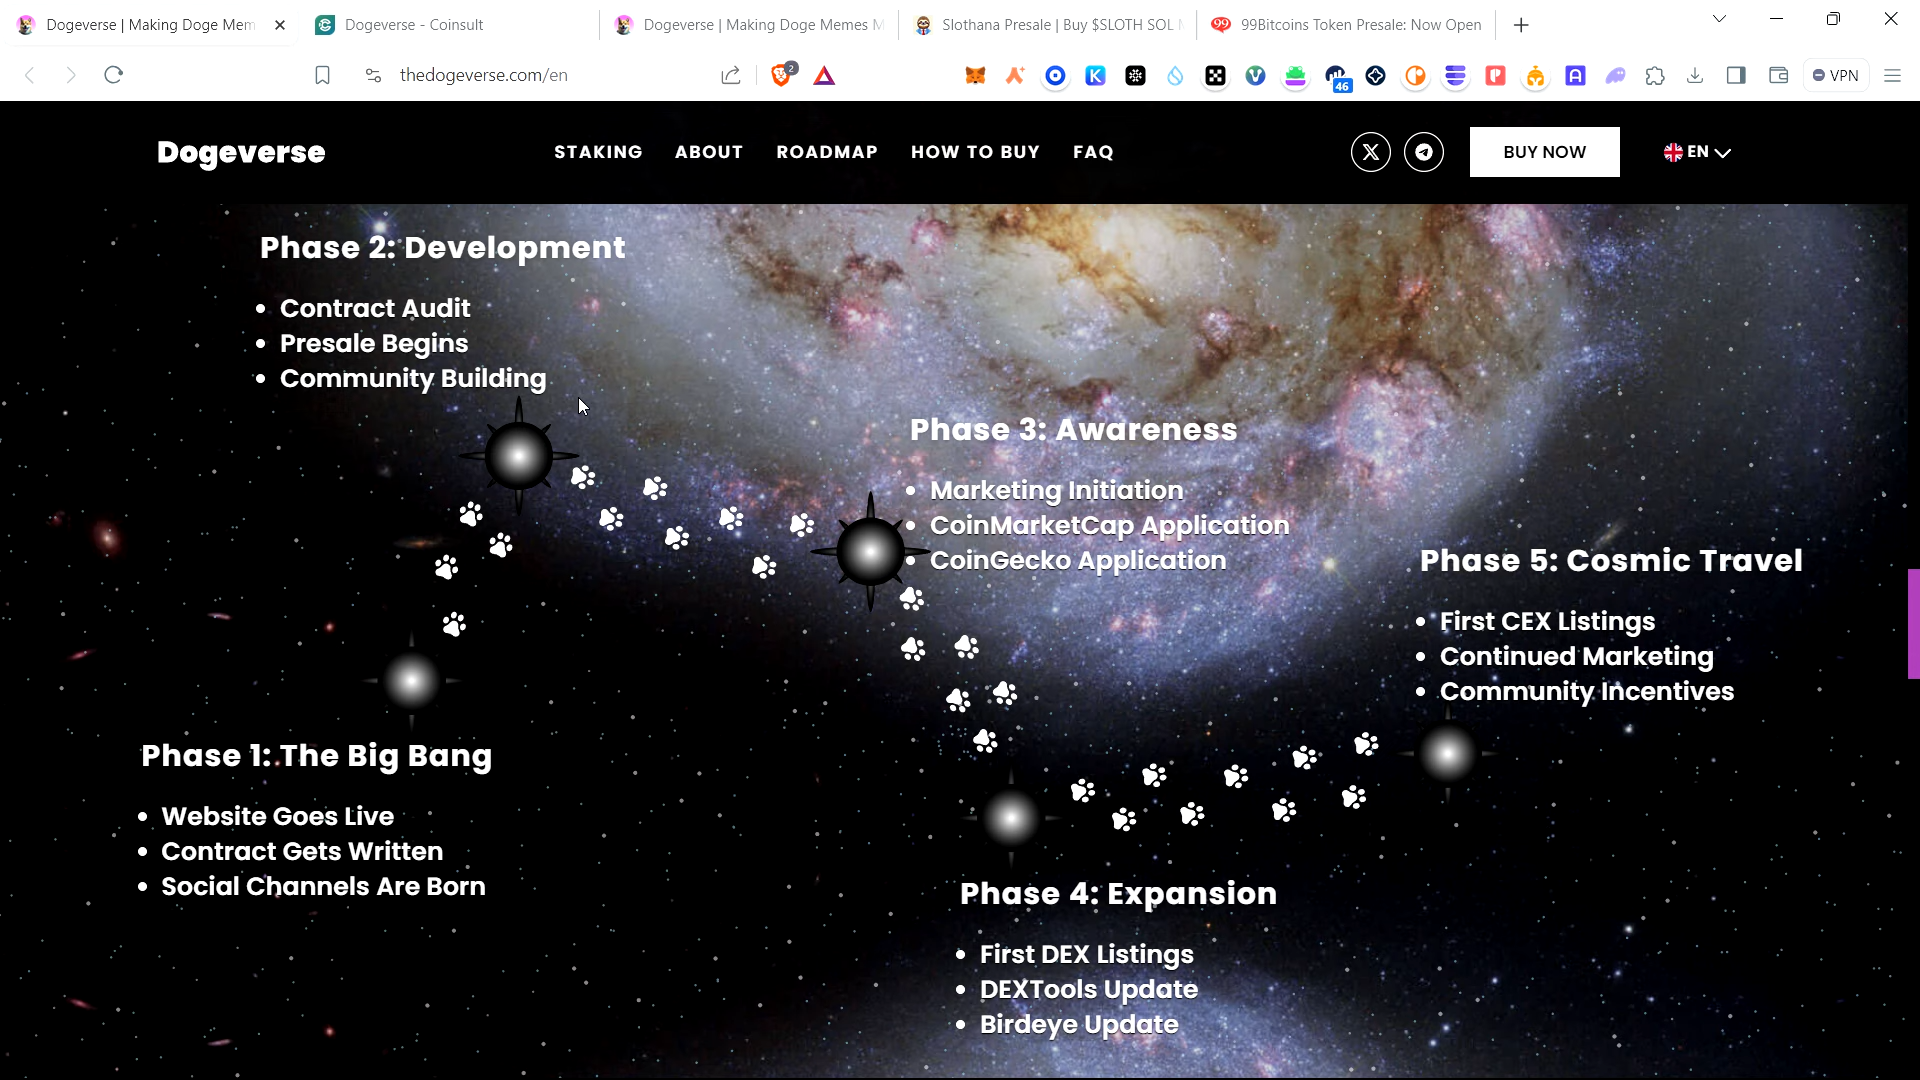 Dogeverse | Making Doge Mem
Dogeverse - Coinsult
Dogeverse | Making Doge Memes M
Slothana Presale | Buy $SLOTH SOL
99Bitcoins Token Presale: Now Open
thedogeverse.com/en
2
46
VPN
Dogeverse
STAKING
ABOUT
ROADMAP
HOW TO BUY
FAQ
BUY NOW
EN
Phase 2: Development
• Contract Audit
• Presale Begins
• Community Building
Phase 3: Awareness
• Marketing Initiation
• CoinMarketCap Application
• CoinGecko Application
Phase 5: Cosmic Travel
• First CEX Listings
• Continued Marketing
• Community Incentives
Phase 1: The Big Bang
• Website Goes Live
• Contract Gets Written
• Social Channels Are Born
Phase 4: Expansion
• First DEX Listings
• DEXTools Update
• Birdeye Update